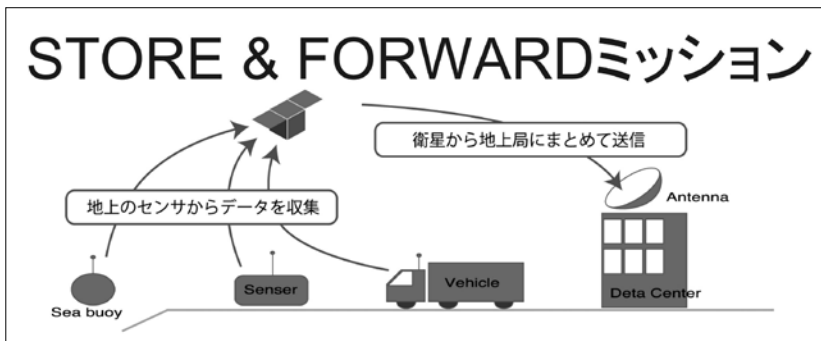 STORE & FORWARDミッション
衛星から地上局にまとめて送信
地上のセンサからデータを収集
Antenna
Sea buoy
Senser
Vehicle
Deta Center